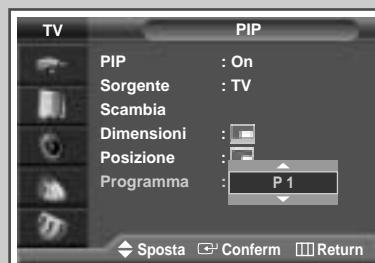 TV PIP
PIP : On
Sorgente : TV
Scambia
Dimensioni :
Posizione :
Programma : P 1
Sposta Conferm Return